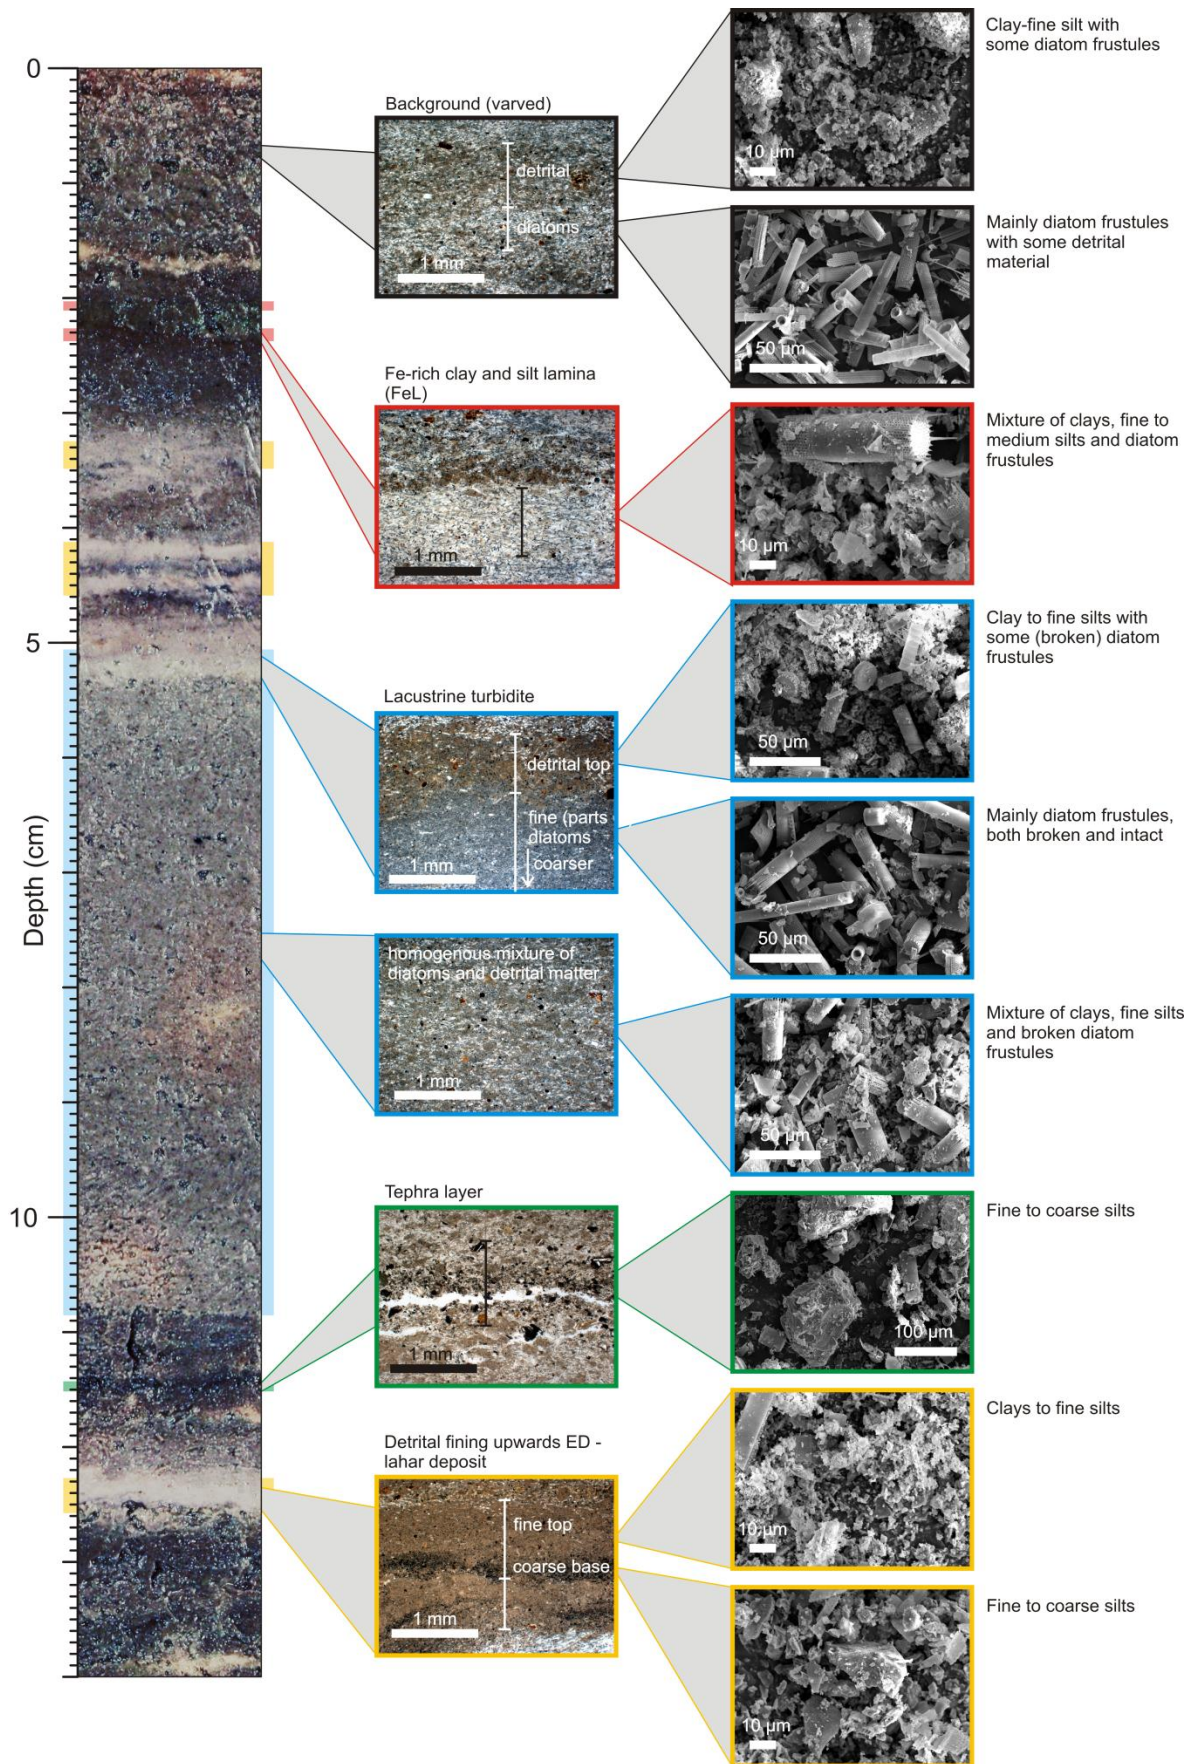 0
5
10
Depth (cm)
Background (varved)
detrital
diatoms
1 mm
Clay-fine silt with
some diatom frustules
10 µm
Mainly diatom frustules
with some detrital
material
50 µm
Fe-rich clay and silt lamina
(FeL)
1 mm
Mixture of clays, fine to
medium silts and diatom
frustules
10 µm
Lacustrine turbidite
detrital top
fine (parts
diatoms
coarser
1 mm
Clay to fine silts with
some (broken) diatom
frustules
50 µm
Mainly diatom frustules,
both broken and intact
50 µm
homogenous mixture of
diatoms and detrital matter
1 mm
Mixture of clays, fine silts
and broken diatom
frustules
50 µm
Tephra layer
1 mm
Fine to coarse silts
100 µm
Detrital fining upwards ED -
lahar deposit
fine top
coarse base
1 mm
Clays to fine silts
10 µm
Fine to coarse silts
10 µm